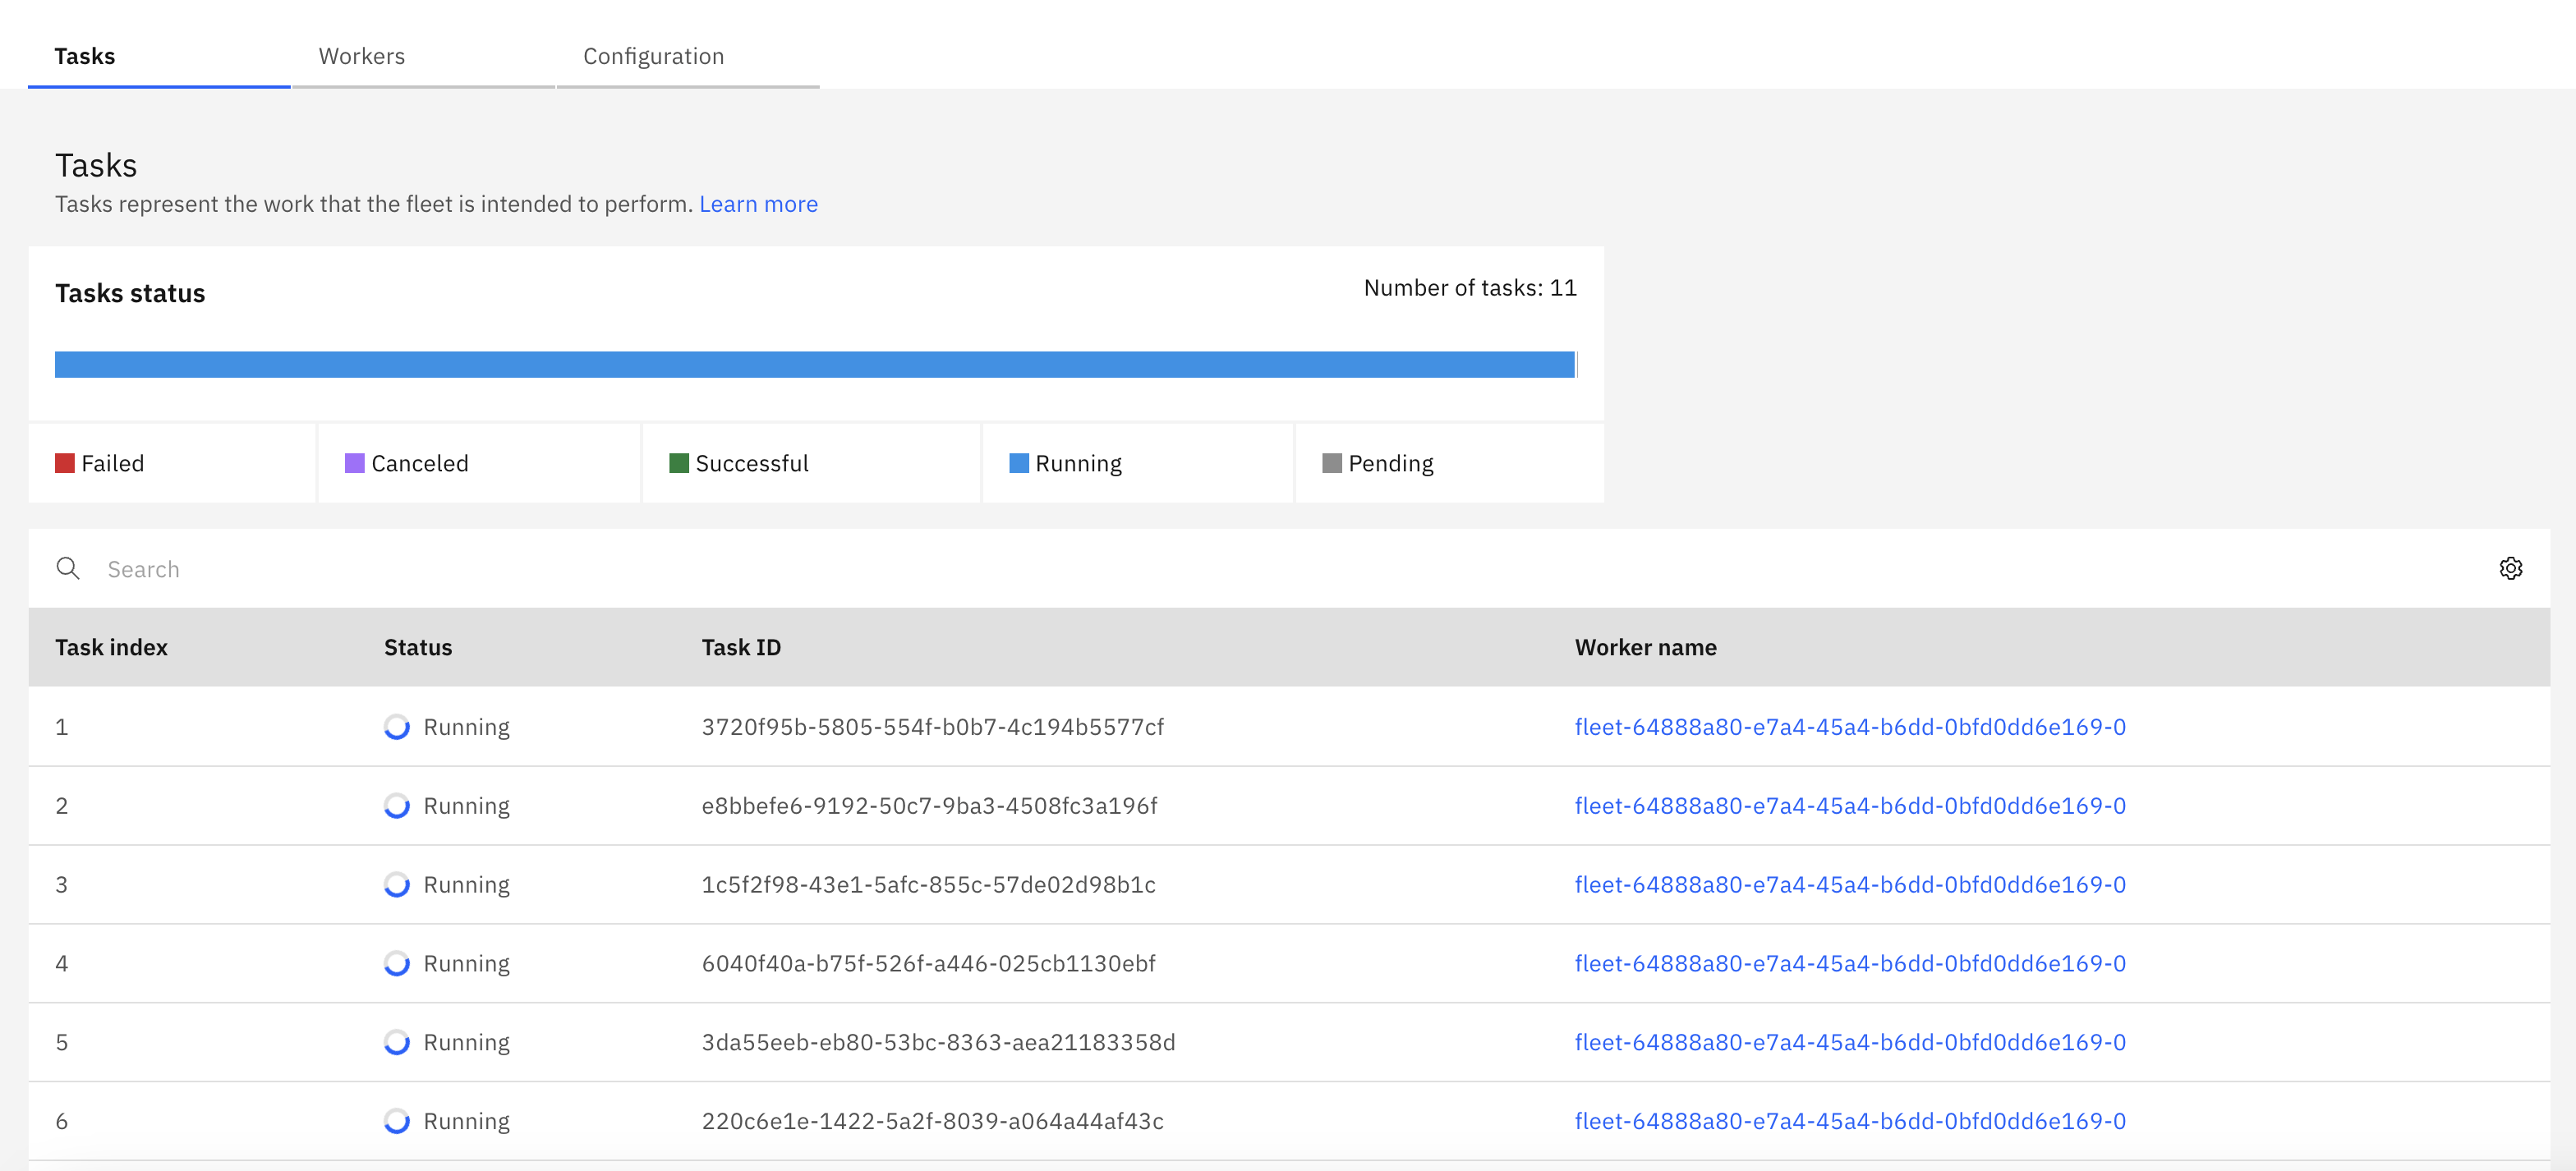 Tasks Workers Configuration
Tasks
Tasks represent the work that the fleet is intended to perform. Learn more
Tasks status Number of tasks: 11
Failed Canceled Successful Running Pending
Search
Task index Status Task ID Worker name
1 Running 3720f95b-5805-554f-b0b7-4c194b5577cf fleet-64888a80-e7a4-45a4-b6dd-0bfd0dd6e169-0
2 Running e8bbefe6-9192-50c7-9ba3-4508fc3a196f fleet-64888a80-e7a4-45a4-b6dd-0bfd0dd6e169-0
3 Running 1c5f2f98-43e1-5afc-855c-57de02d98b1c fleet-64888a80-e7a4-45a4-b6dd-0bfd0dd6e169-0
4 Running 6040f40a-b75f-526f-a446-025cb1130ebf fleet-64888a80-e7a4-45a4-b6dd-0bfd0dd6e169-0
5 Running 3da55eeb-eb80-53bc-8363-aea21183358d fleet-64888a80-e7a4-45a4-b6dd-0bfd0dd6e169-0
6 Running 220c6e1e-1422-5a2f-8039-a064a44af43c fleet-64888a80-e7a4-45a4-b6dd-0bfd0dd6e169-0